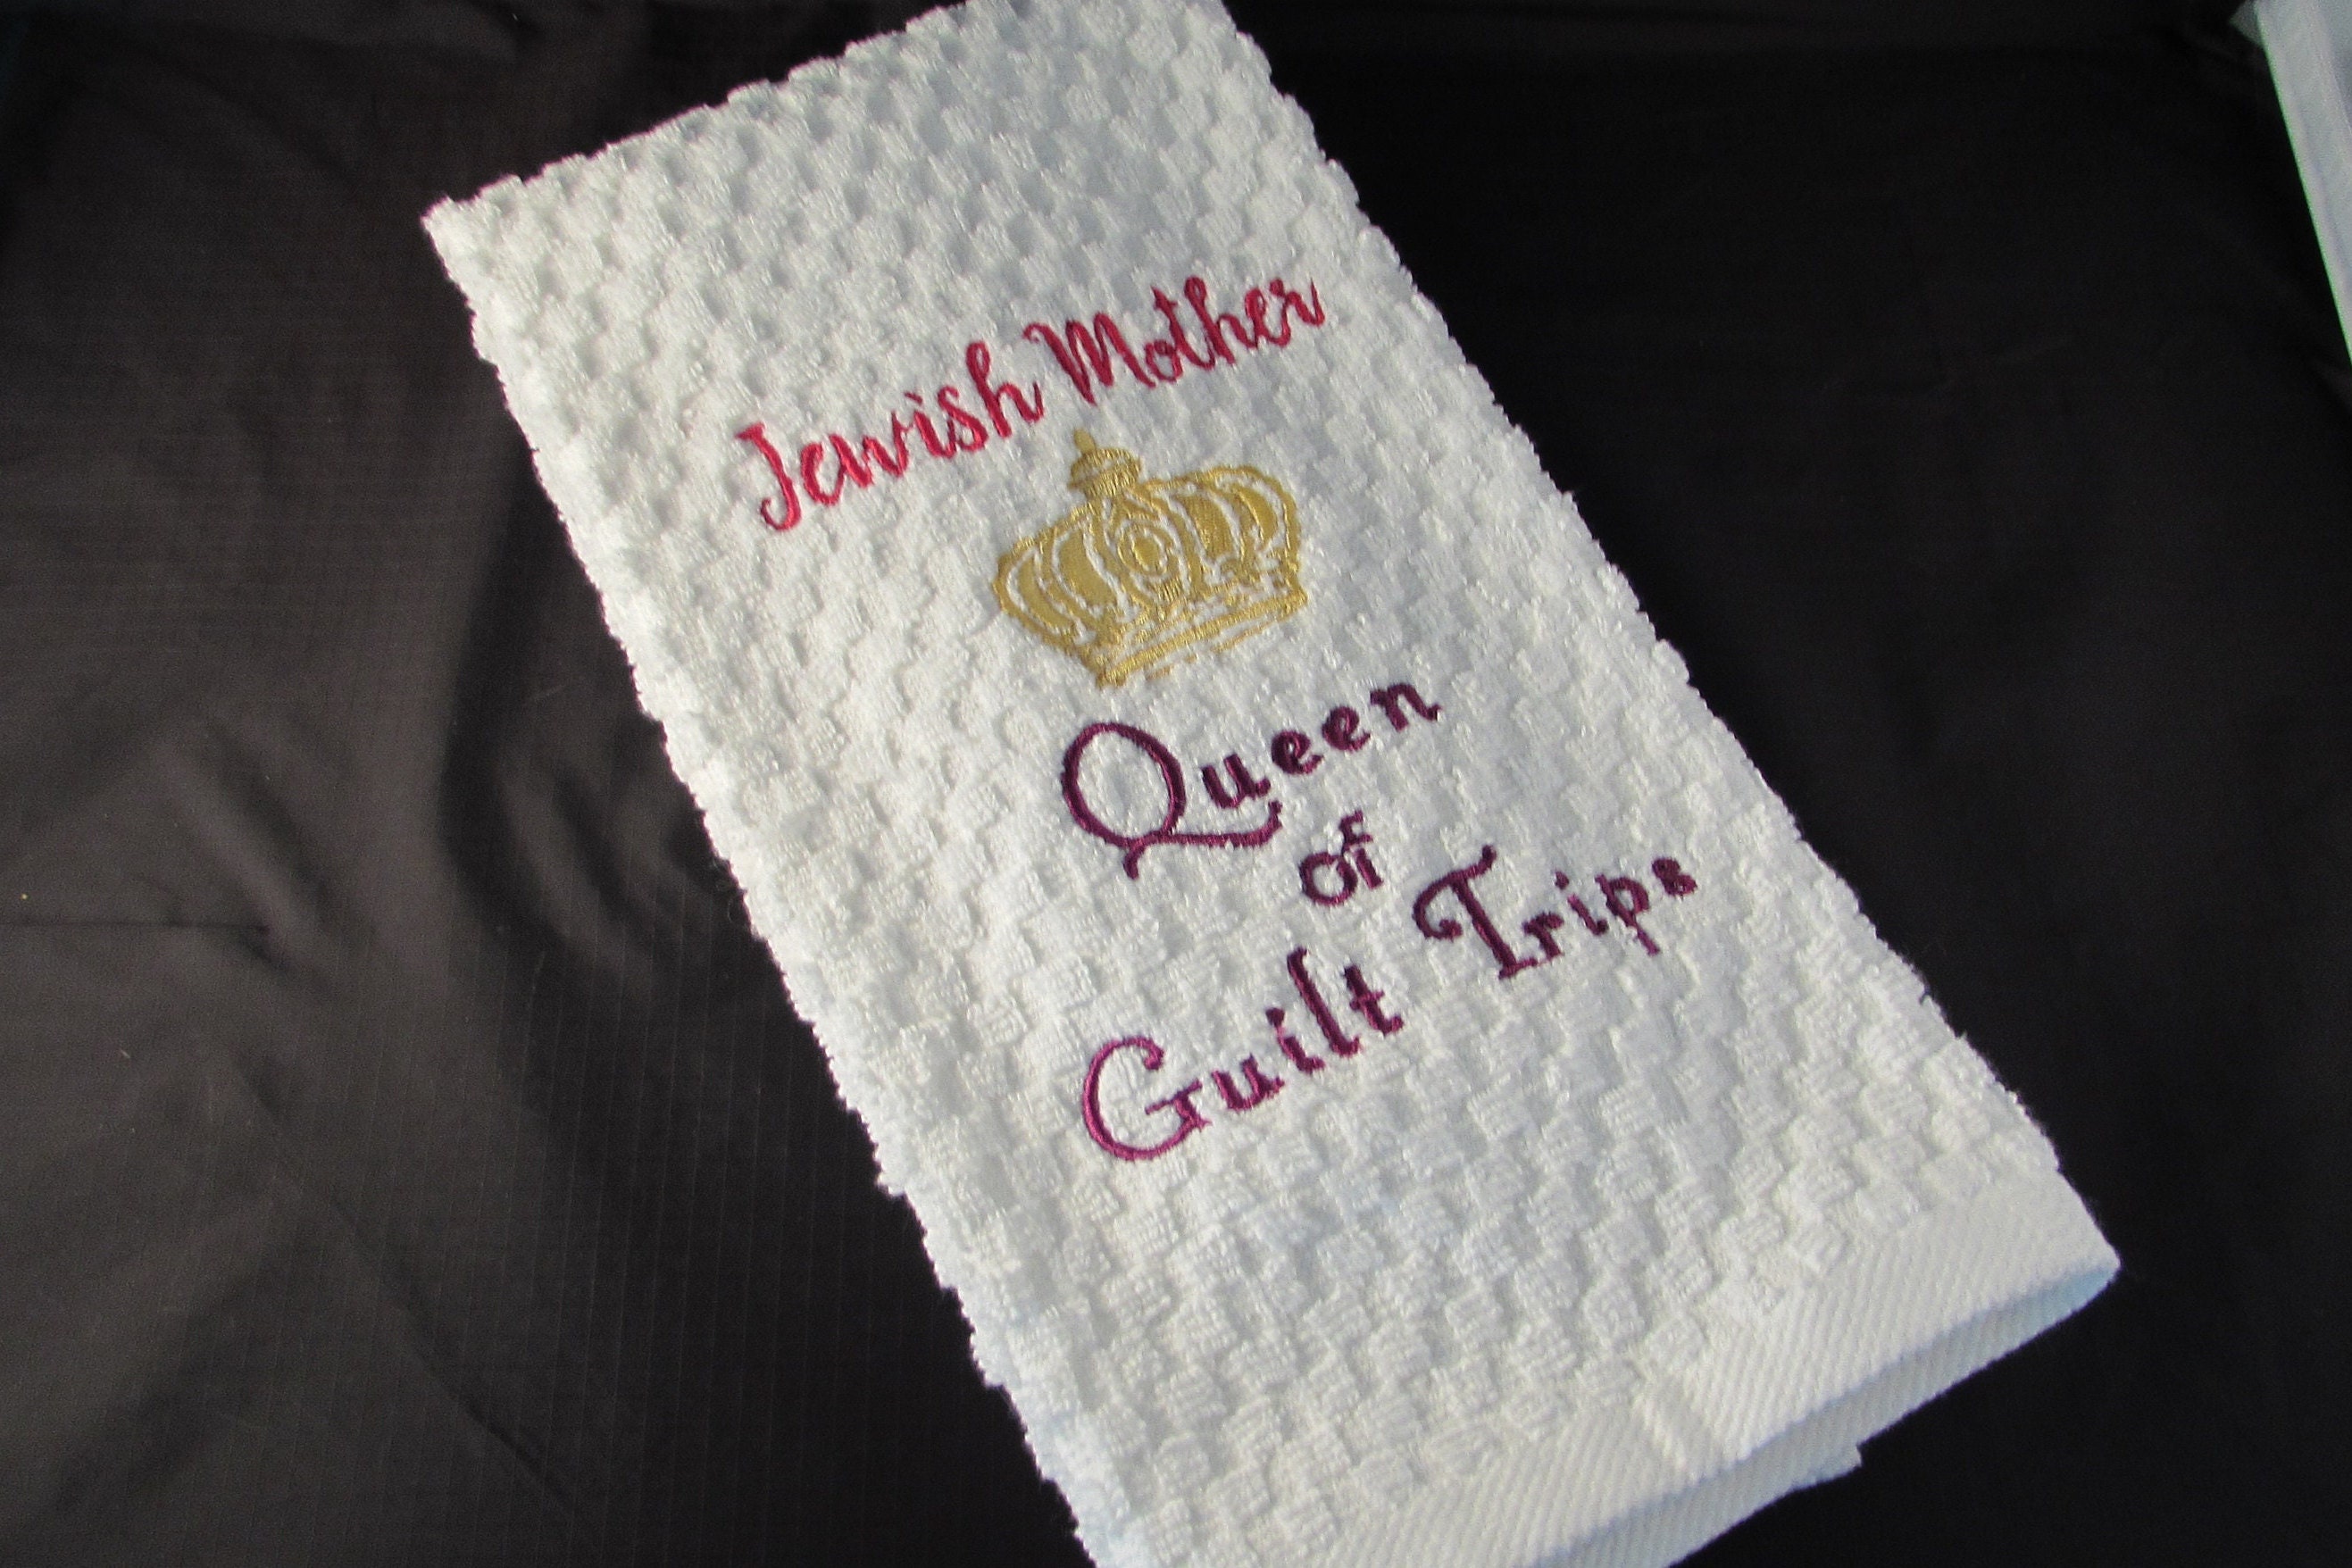 Jewish Mother
Queen
of
Guilt Trips